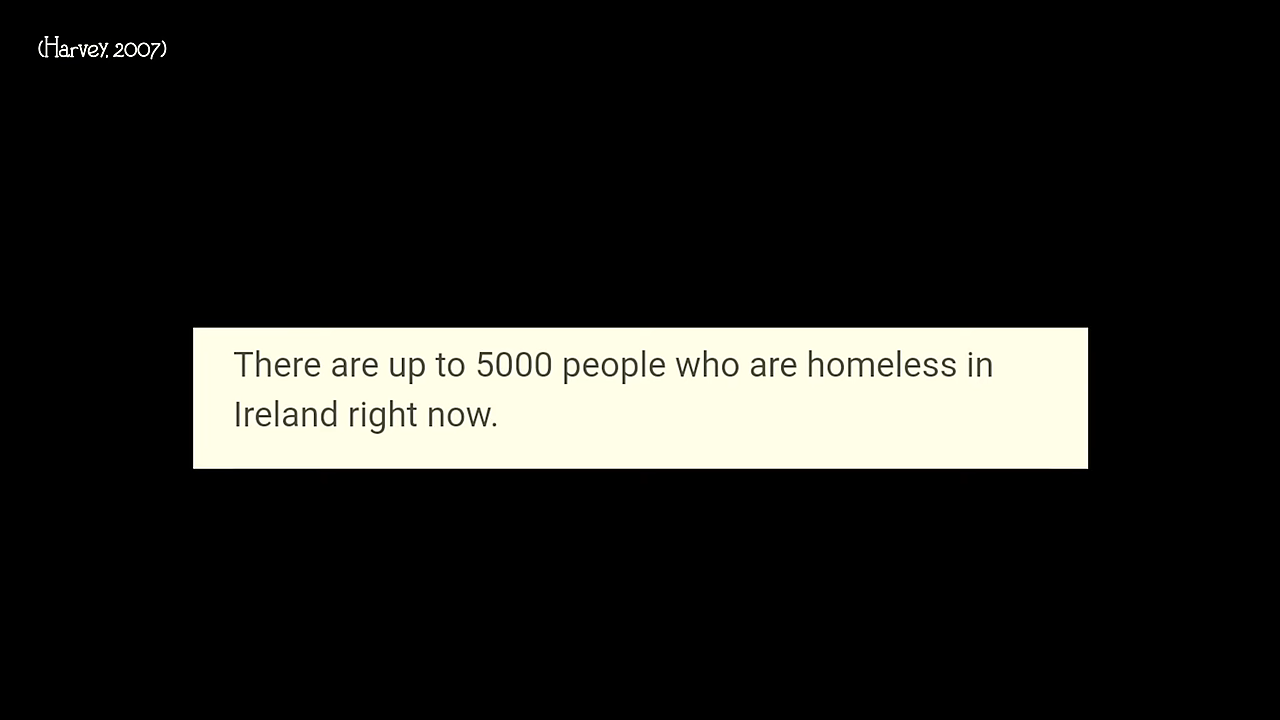 (Harvey, 2007)
There are up to 5000 people who are homeless in
Ireland right now.